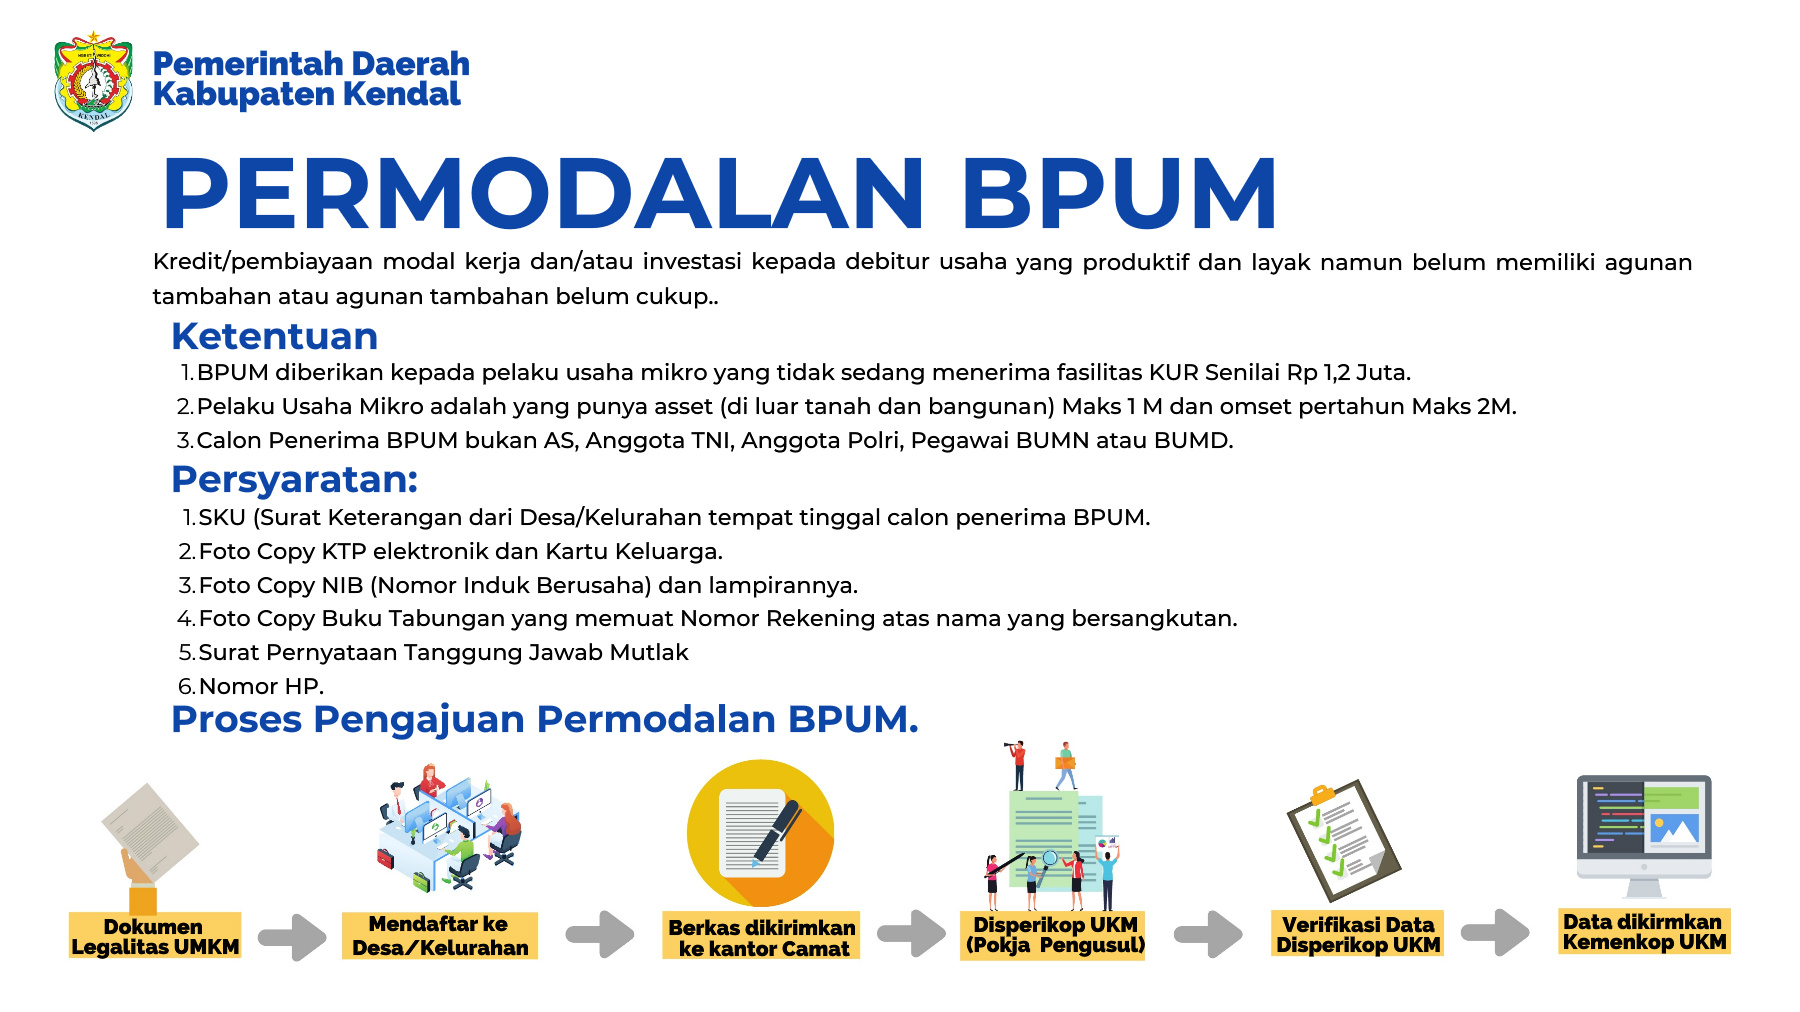 Pemerintah Daerah
Kabupaten Kendal
KENDAL
PERMODALAN BPUM
Kredit/pembiayaan modal kerja dan/atau investasi kepada debitur usaha yang produktif dan layak namun belum memiliki agunan
tambahan atau agunan tambahan belum cukup..
Ketentuan
1. BPUM diberikan kepada pelaku usaha mikro yang tidak sedang menerima fasilitas KUR Senilai Rp 1,2 Juta.
2. Pelaku Usaha Mikro adalah yang punya asset (di luar tanah dan bangunan) Maks 1 M dan omset pertahun Maks 2M.
3. Calon Penerima BPUM bukan AS, Anggota TNI, Anggota Polri, Pegawai BUMN atau BUMD.
Persyaratan:
1. SKU (Surat Keterangan dari Desa/Kelurahan tempat tinggal calon penerima BPUM.
2. Foto Copy KTP elektronik dan Kartu Keluarga.
3. Foto Copy NIB (Nomor Induk Berusaha) dan lampirannya.
4. Foto Copy Buku Tabungan yang memuat Nomor Rekening atas nama yang bersangkutan.
5. Surat Pernyataan Tanggung Jawab Mutlak
6. Nomor HP.
Proses Pengajuan Permodalan BPUM.
Dokumen
Legalitas UMKM
Mendaftar ke
Desa/Kelurahan
Berkas dikirimkan
ke kantor Camat
Disperikop UKM
(Pokja Pengusul)
Verifikasi Data
Disperikop UKM
Data dikirmkan
Kemenkop UKM